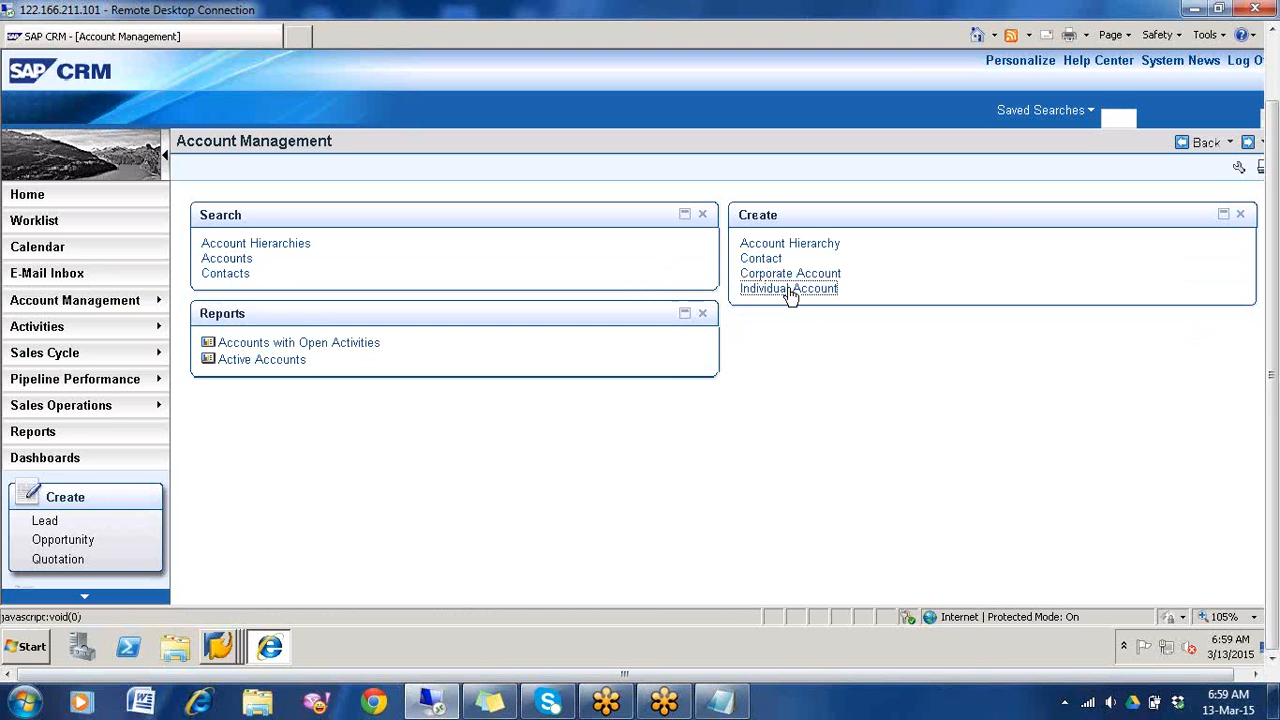 122.166.211.101 - Remote Desktop Connection
SAP CRM - [Account Management]
Page
Safety
Tools
SAP CRM
Personalize Help Center System News Log O
Saved Searches
Account Management
Back
Home
Worklist
Calendar
E-Mail Inbox
Account Management
Activities
Sales Cycle
Pipeline Performance
Sales Operations
Reports
Dashboards
Create
Lead
Opportunity
Quotation
Search
Account Hierarchies
Accounts
Contacts
Reports
Accounts with Open Activities
Active Accounts
Create
Account Hierarchy
Contact
Corporate Account
Individual Account
javascript:void(0)
Internet | Protected Mode: On
105%
Start
6:59 AM
3/13/2015
6:59 AM
13-Mar-15